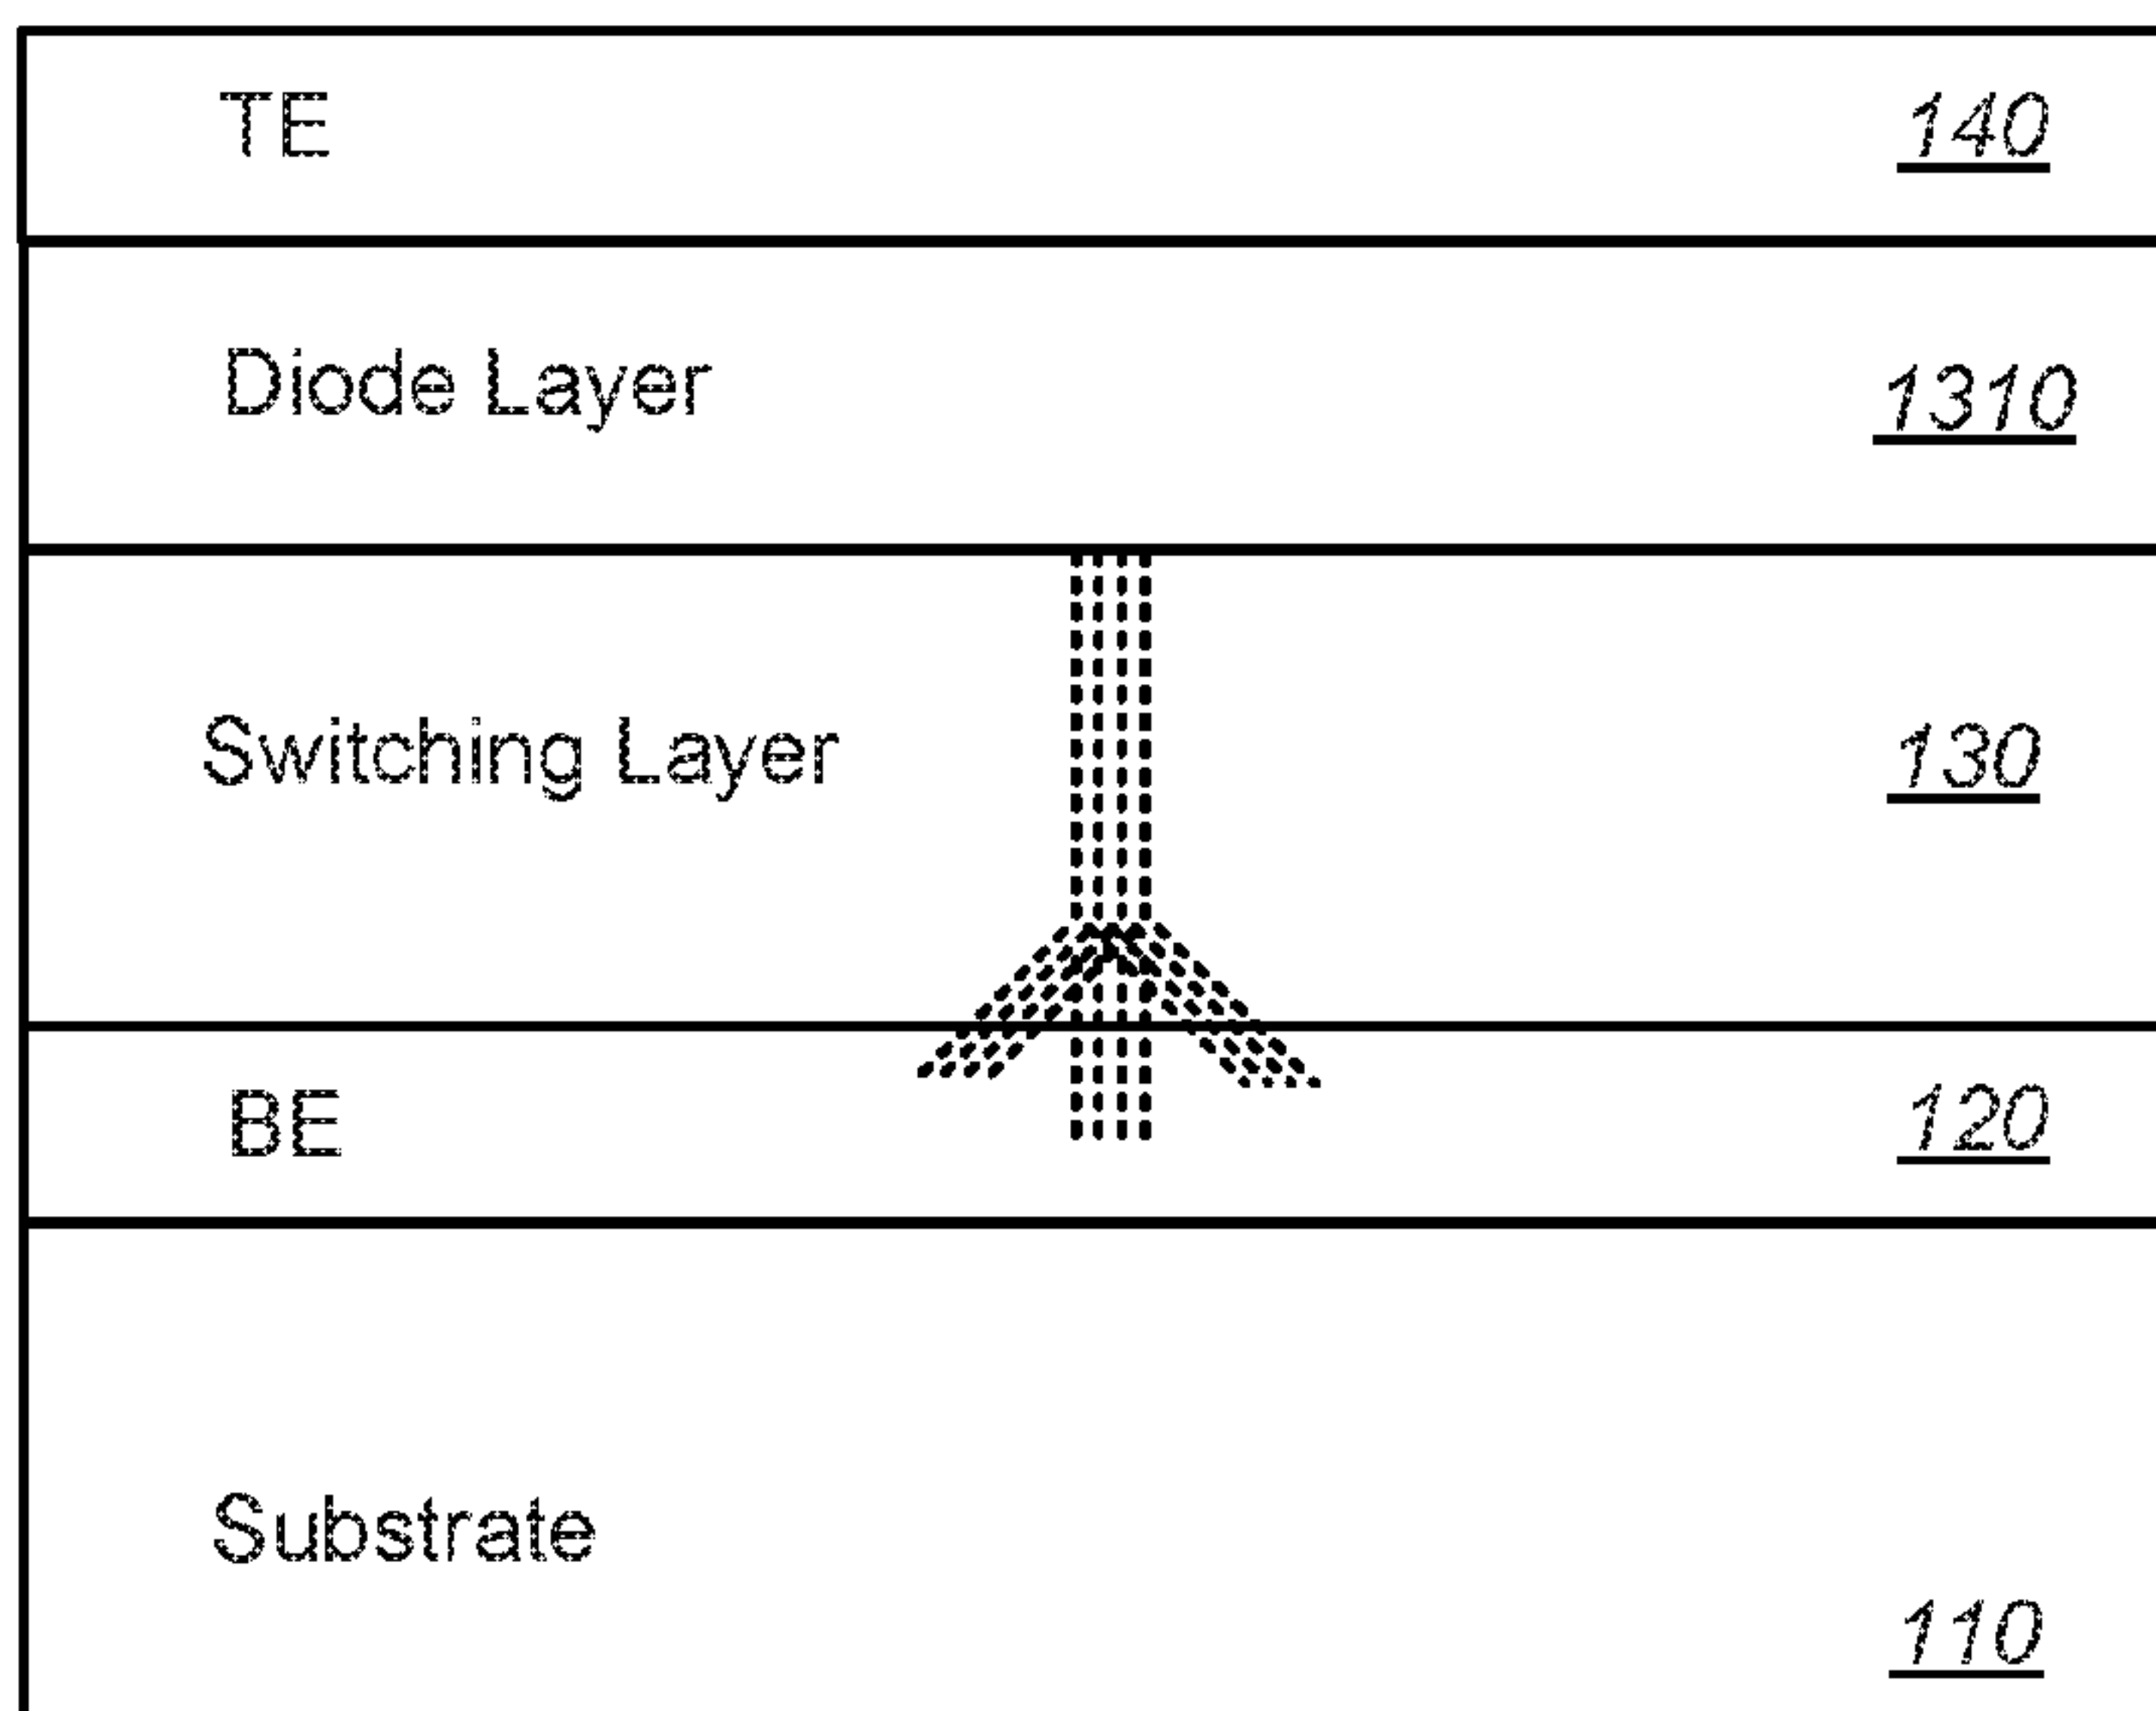 TE 140
Diode Layer 1310
Switching Layer 130
BE 120
Substrate
110